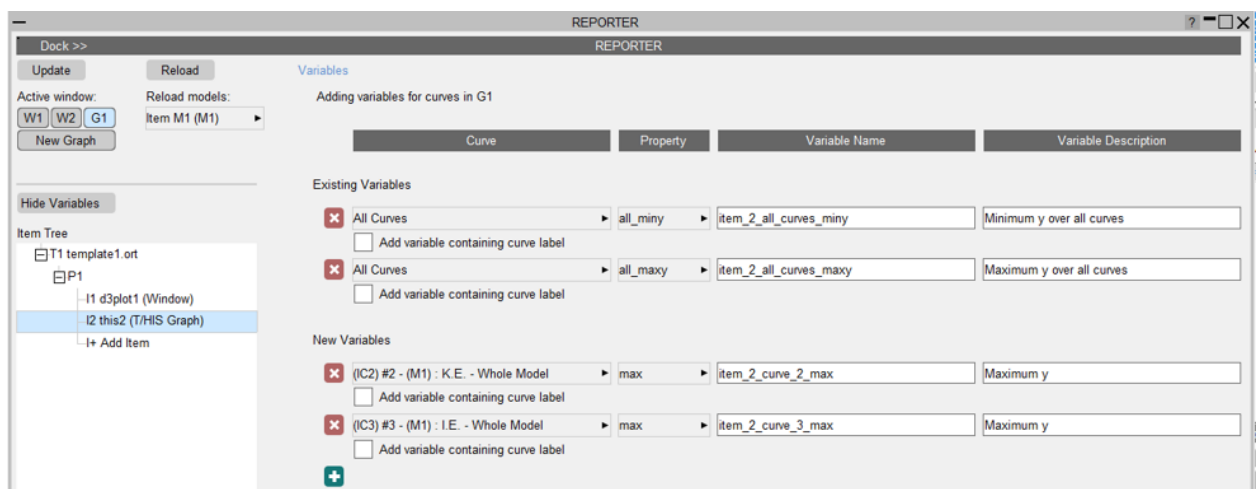 REPORTER
?
Dock >> REPORTER
Update Reload Variables
Active window: Reload models: Adding variables for curves in G1
W1 W2 G1 Item M1 (M1)
New Graph
Curve Property Variable Name Variable Description
Existing Variables
Hide Variables
All Curves all_miny item_2_all_curves_miny Minimum y over all curves
Item Tree
Add variable containing curve label
T1 template1.ort
All Curves all_maxy item_2_all_curves_maxy Maximum y over all curves
P1
Add variable containing curve label
I1 d3plot1 (Window)
I2 this2 (T/HIS Graph)
I+ Add Item
New Variables
(IC2) #2 - (M1) : K.E. - Whole Model max item_2_curve_2_max Maximum y
Add variable containing curve label
(IC3) #3 - (M1) : I.E. - Whole Model max item_2_curve_3_max Maximum y
Add variable containing curve label